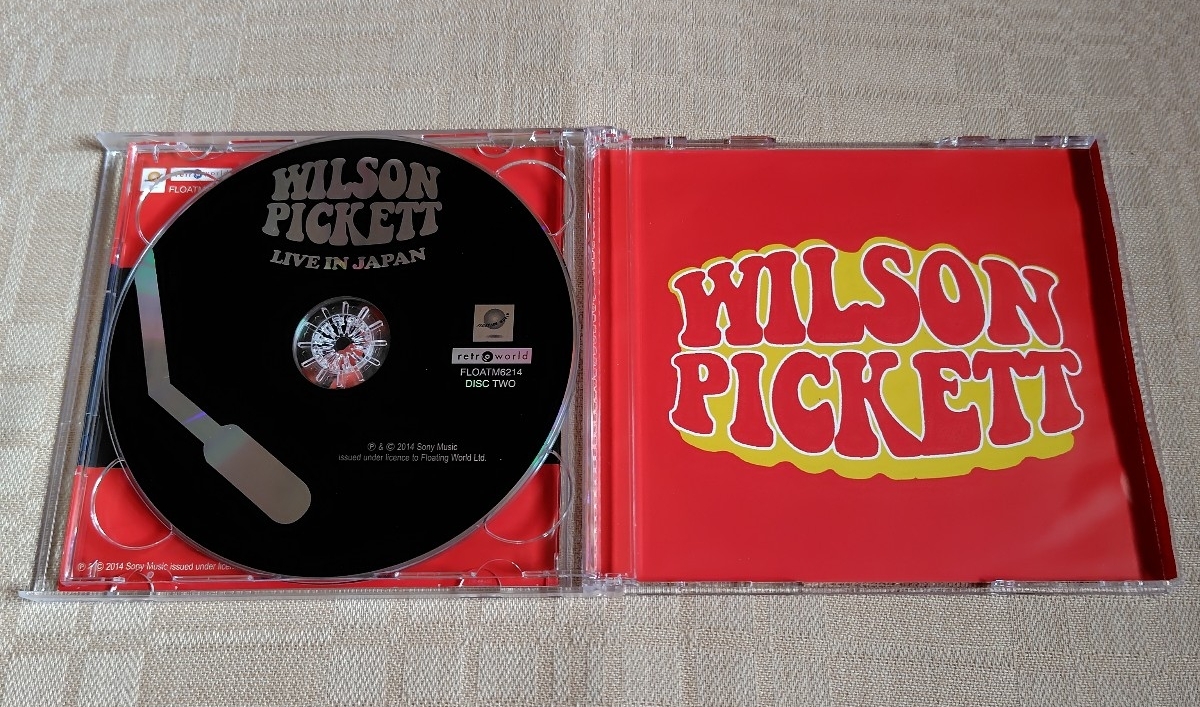 retroworld
FLOATM
WILSON
PICKETT
LIVE IN JAPAN
retroworld
FLOATM6214
DISC TWO
℗ & © 2014 Sony Music
issued under licence to Floating World Ltd.
℗ & © 2014 Sony Music issued under
WILSON
PICKETT